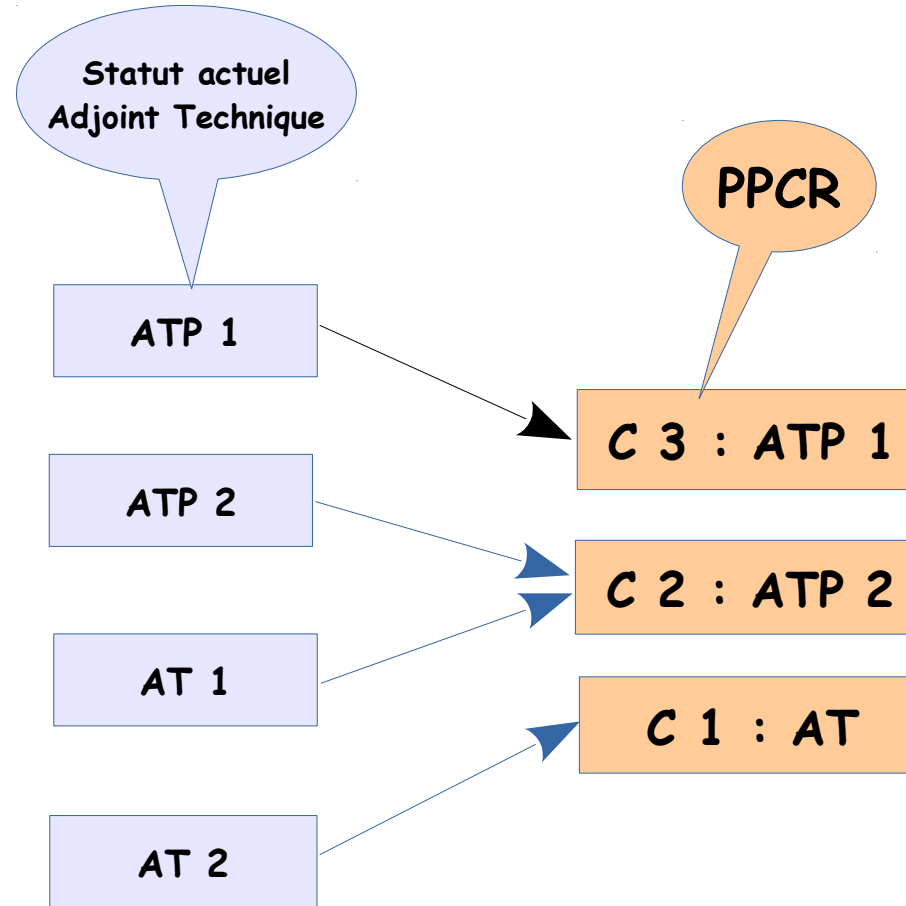 Statut actuel
Adjoint Technique
PPCR
ATP 1
C 3 : ATP 1
ATP 2
C 2 : ATP 2
AT 1
C 1 : AT
AT 2